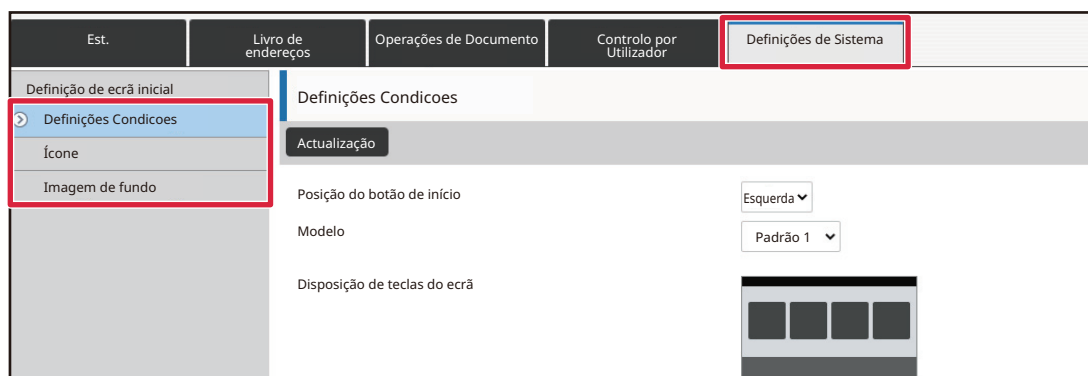 Est.
Livro de
endereços
Operações de Documento
Controlo por
Utilizador
Definições de Sistema
Definição de ecrã inicial
Definições Condicoes
Ícone
Imagem de fundo
Definições Condicoes
Actualização
Posição do botão de início
Esquerda
Modelo
Padrão 1
Disposição de teclas do ecrã